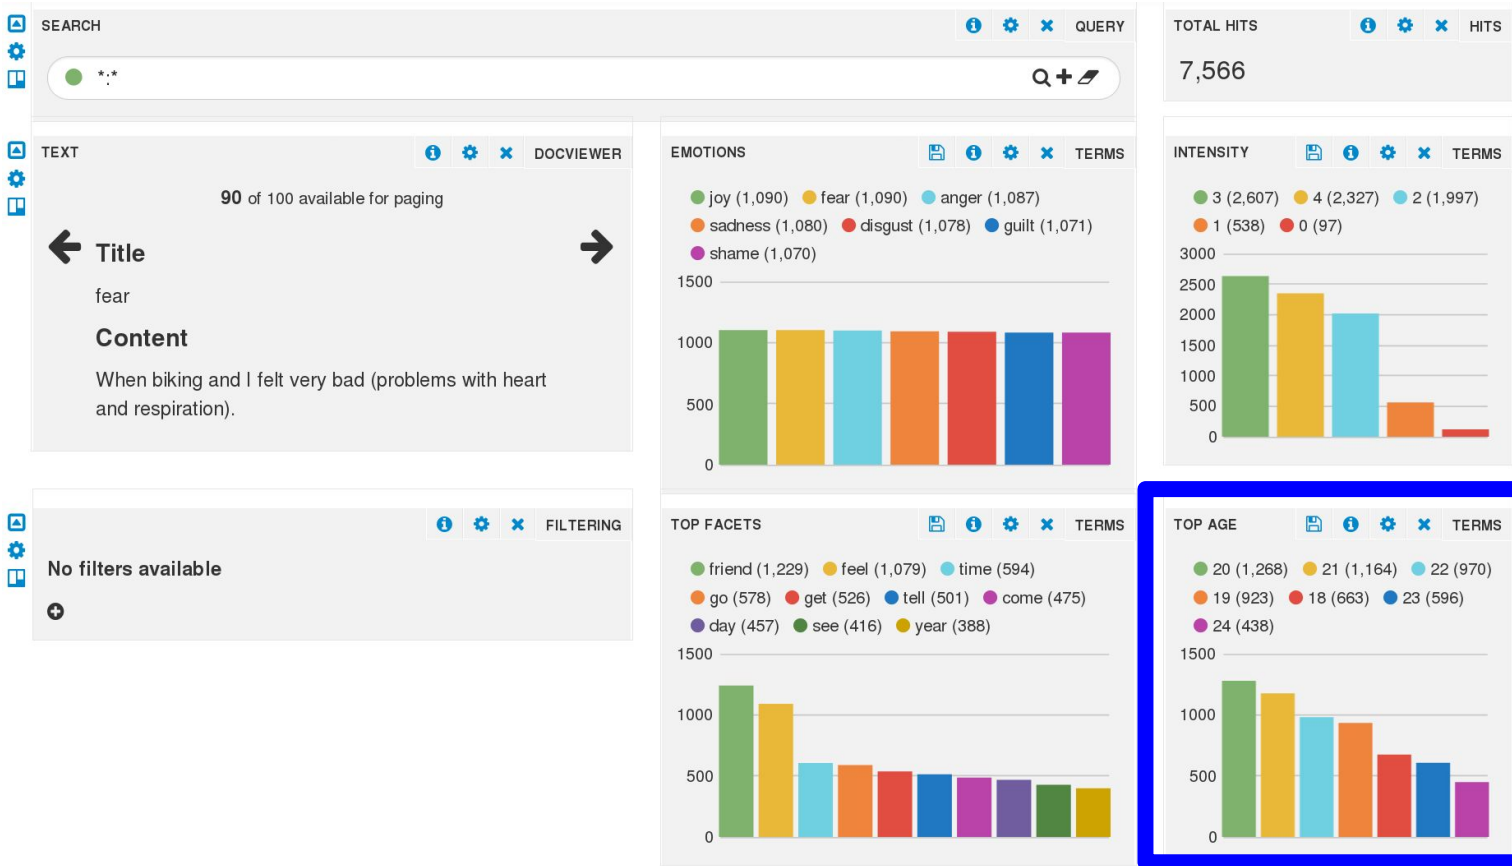 SEARCH QUERY
*:*
TOTAL HITS HITS
7,566
TEXT DOCVIEWER
90 of 100 available for paging
Title
fear
Content
When biking and I felt very bad (problems with heart
and respiration).
EMOTIONS TERMS
joy (1,090) fear (1,090) anger (1,087)
sadness (1,080) disgust (1,078) guilt (1,071)
shame (1,070)
1500
1000
500
0
INTENSITY TERMS
3 (2,607) 4 (2,327) 2 (1,997)
1 (538) 0 (97)
3000
2500
2000
1500
1000
500
0
FILTERING
No filters available
TOP FACETS TERMS
friend (1,229) feel (1,079) time (594)
go (578) get (526) tell (501) come (475)
day (457) see (416) year (388)
1500
1000
500
0
TOP AGE TERMS
20 (1,268) 21 (1,164) 22 (970)
19 (923) 18 (663) 23 (596)
24 (438)
1500
1000
500
0